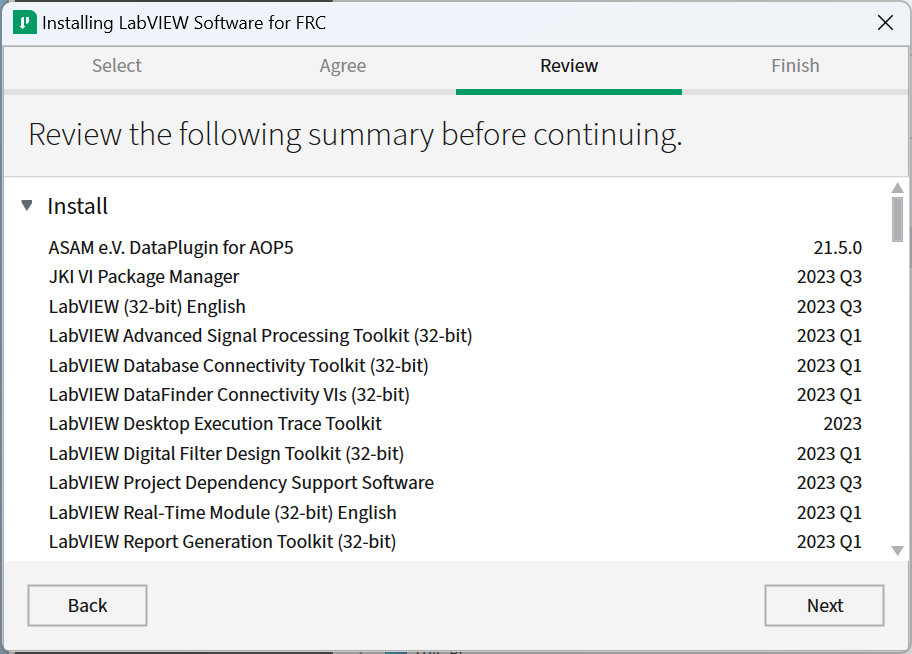 Installing LabVIEW Software for FRC
Select Agree Review Finish
Review the following summary before continuing.
Install
ASAM e.V. DataPlugin for AOP5 21.5.0
JKI VI Package Manager 2023 Q3
LabVIEW (32-bit) English 2023 Q3
LabVIEW Advanced Signal Processing Toolkit (32-bit) 2023 Q1
LabVIEW Database Connectivity Toolkit (32-bit) 2023 Q1
LabVIEW DataFinder Connectivity VIs (32-bit) 2023 Q1
LabVIEW Desktop Execution Trace Toolkit 2023
LabVIEW Digital Filter Design Toolkit (32-bit) 2023 Q1
LabVIEW Project Dependency Support Software 2023 Q3
LabVIEW Real-Time Module (32-bit) English 2023 Q1
LabVIEW Report Generation Toolkit (32-bit) 2023 Q1
Back Next